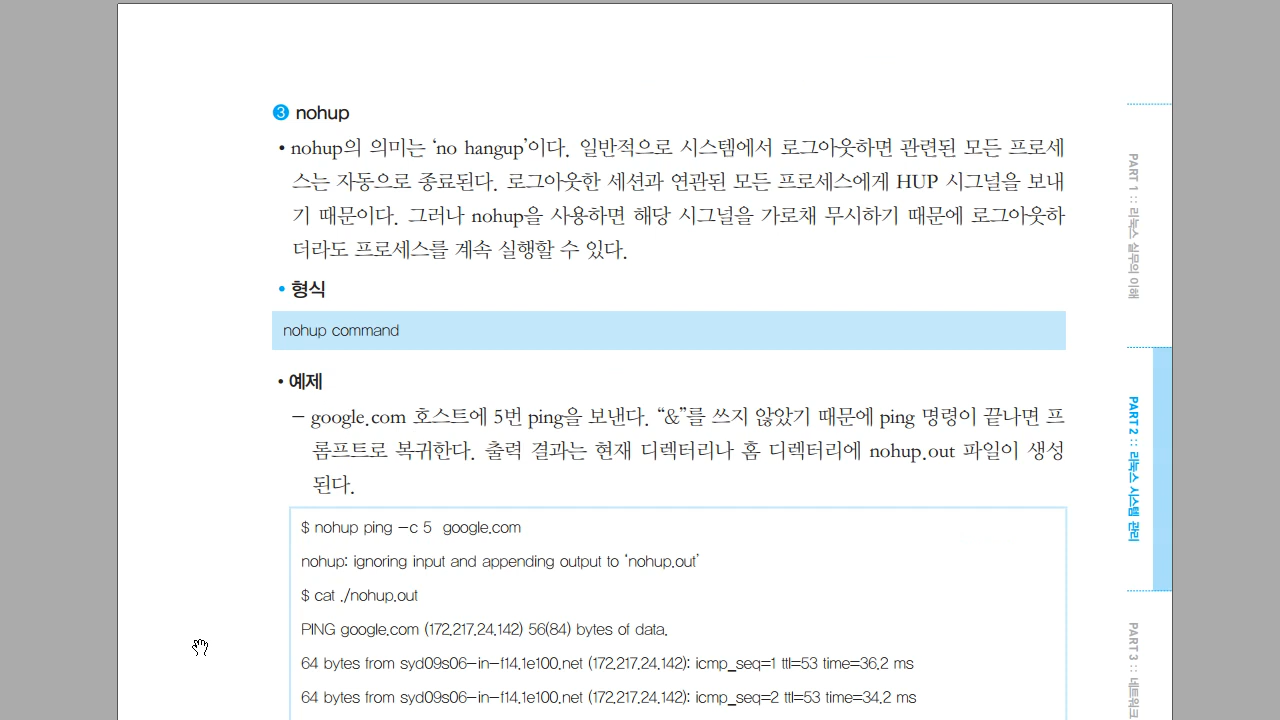 3 nohup
• nohup의 의미는 ‘no hangup’이다. 일반적으로 시스템에서 로그아웃하면 관련된 모든 프로세
스는 자동으로 종료된다. 로그아웃한 세션과 연관된 모든 프로세스에게 HUP 시그널을 보내
기 때문이다. 그러나 nohup을 사용하면 해당 시그널을 가로채 무시하기 때문에 로그아웃하
더라도 프로세스를 계속 실행할 수 있다.
• 형식
nohup command
• 예제
– google.com 호스트에 5번 ping을 보낸다. “&”를 쓰지 않았기 때문에 ping 명령이 끝나면 프
롬프트로 복귀한다. 출력 결과는 현재 디렉터리나 홈 디렉터리에 nohup.out 파일이 생성
된다.
$ nohup ping –c 5 google.com
nohup: ignoring input and appending output to ‘nohup.out’
$ cat ./nohup.out
PING google.com (172.217.24.142) 56(84) bytes of data.
64 bytes from syd09s06-in-f14.1e100.net (172.217.24.142): icmp_seq=1 ttl=53 time=36.2 ms
64 bytes from syd09s06-in-f14.1e100.net (172.217.24.142): icmp_seq=2 ttl=53 time=34.2 ms
PART 1 :: 리눅스 실무의 이해
PART 2 :: 리눅스 시스템 관리
PART 3 :: 네트워크